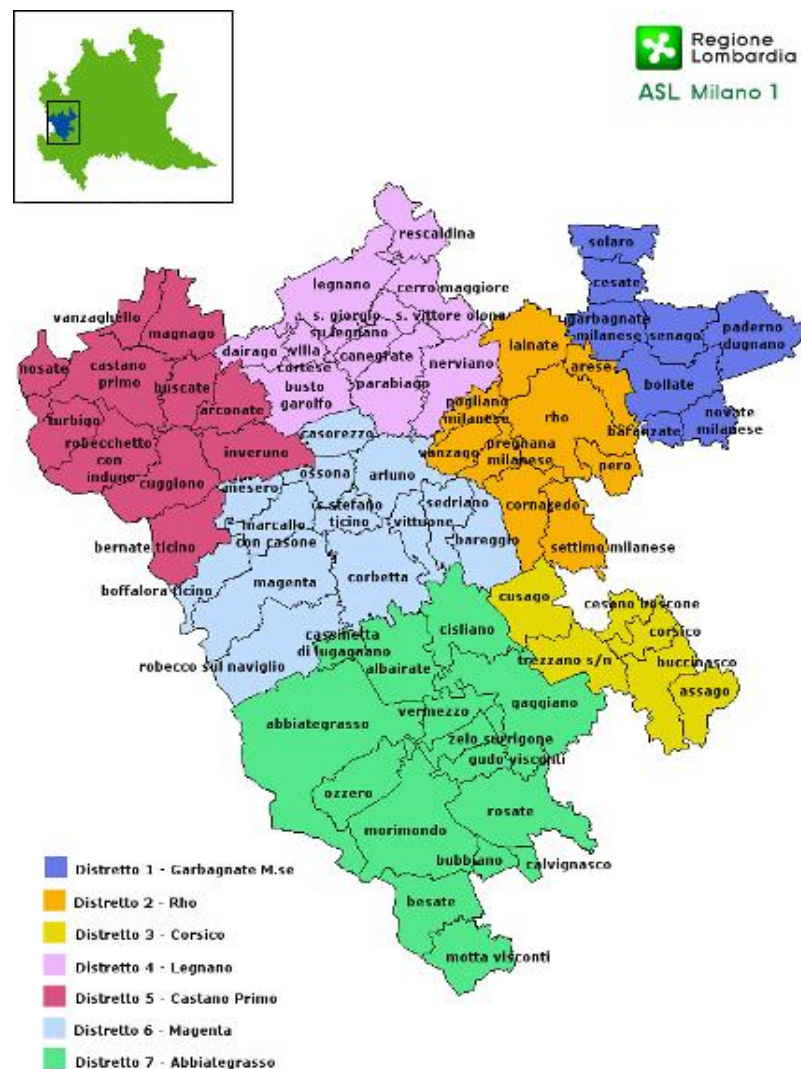 Regione
Lombardia
ASL Milano 1
rescaldina
solaro
legnano
cesate
cerro maggiore
vanzaghello
s. giorgio
su legnano
s. vittore olona
garbagnate
milanese
senago
paderno
dugnano
magnago
dairago
villa
cortese
canegrate
nerviano
lainate
arese
nosate
castano
primo
buscate
busto
garolfo
parabiago
bollate
arconate
pogliano
milanese
rho
novate
milanese
turbigo
baranzate
robecchetto
con
induno
casorezzo
vanzago
pregnana
milanese
inveruno
pero
cuggiono
ossona
arluno
mesero
sedriano
cornaredo
s.stefano
ticino
vittuone
marcallo
con casone
bareggio
bernate ticino
settimo milanese
boffalora ticino
magenta
corbetta
cusago
cesano boscone
corsico
cassinetta
di lugagnano
cisliano
robecco sul naviglio
albairate
trezzano s/n
buccinasco
assago
gaggiano
abbiategrasso
vermezzo
zelo surrigone
gudo visconti
ozzero
rosate
morimondo
bubbiano
calvignasco
besate
motta visconti
Distretto 1 - Garbagnate M.se
Distretto 2 - Rho
Distretto 3 - Corsico
Distretto 4 - Legnano
Distretto 5 - Castano Primo
Distretto 6 - Magenta
Distretto 7 - Abbiategrasso